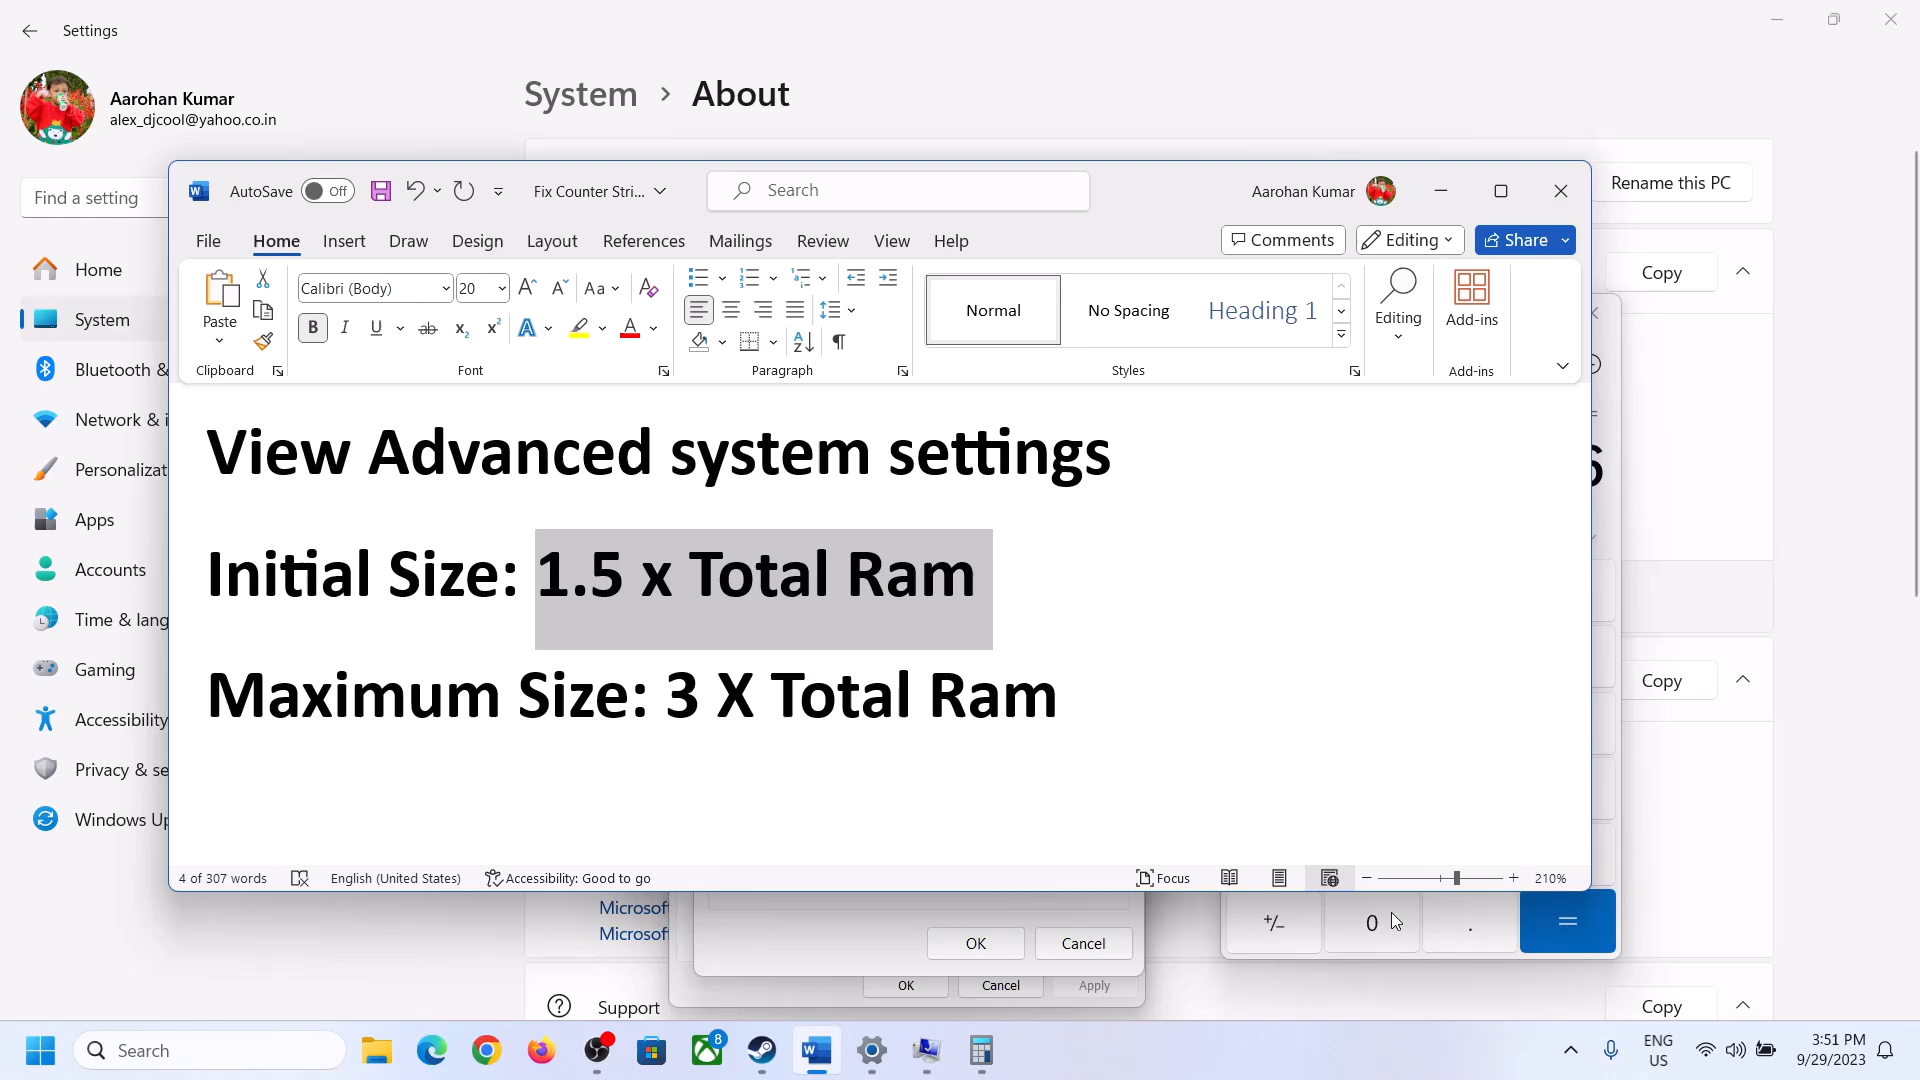 Settings
Aarohan Kumar
alex_djcool@yahoo.co.in
System > About
Find a setting
Rename this PC
AutoSave Off
Fix Counter Stri...
Search
Aarohan Kumar
File Home Insert Draw Design Layout References Mailings Review View Help
Comments Editing Share
Home
System
Bluetooth &
Network & i
Personalizat
Apps
Accounts
Time & lang
Gaming
Accessibility
Privacy & se
Windows Up
Paste
Calibri (Body) 20
Normal No Spacing Heading 1
Editing
Add-ins
Clipboard Font Paragraph Styles Add-ins
Copy
View Advanced system settings
Initial Size: 1.5 x Total Ram
Maximum Size: 3 X Total Ram
Copy
4 of 307 words English (United States) Accessibility: Good to go Focus 210%
Microsof
Microsof
+/- 0 . =
OK Cancel
OK Cancel Apply
Support
Copy
Search
8
ENG
US
3:51 PM
9/29/2023